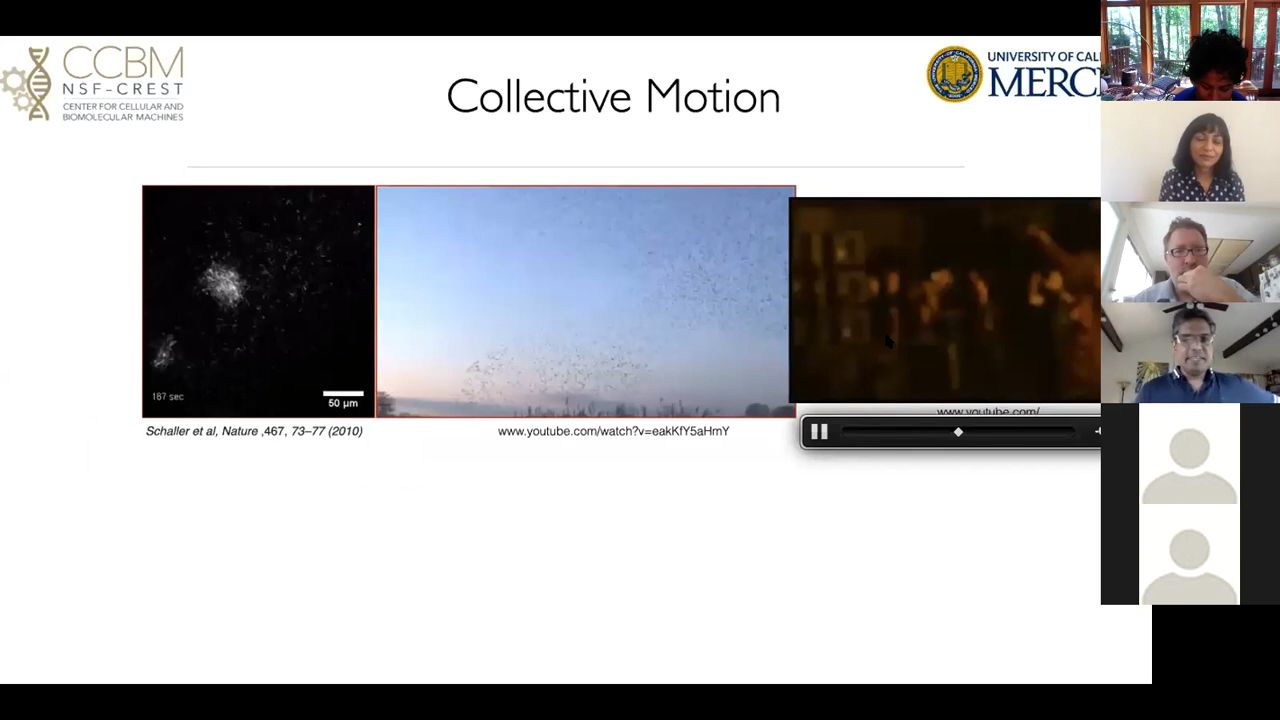 CCBM
NSF-CREST
CENTER FOR CELLULAR AND
BIOMOLECULAR MACHINES
Collective Motion
UNIVERSITY OF CAL
MERC
187 sec
50 μm
Schaller et al, Nature ,467, 73–77 (2010)
www.youtube.com/watch?v=eakKfY5aHmY
www.youtube.com/